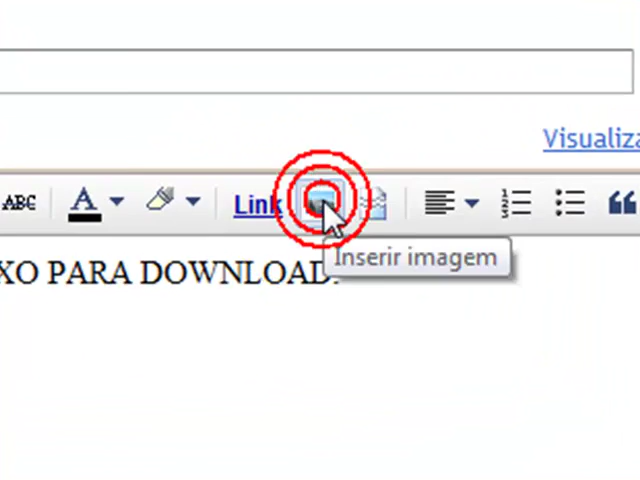 Visualiza
ABC A Link
Inserir imagem
XO PARA DOWNLOAD.